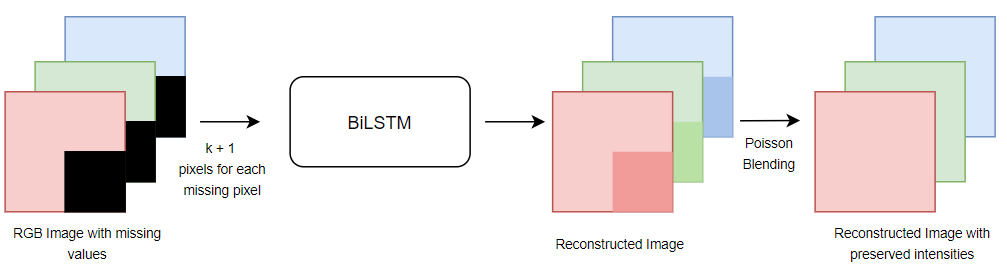 RGB Image with missing
values
k + 1
pixels for each
missing pixel
BiLSTM
Reconstructed Image
Poisson
Blending
Reconstructed Image with
preserved intensities